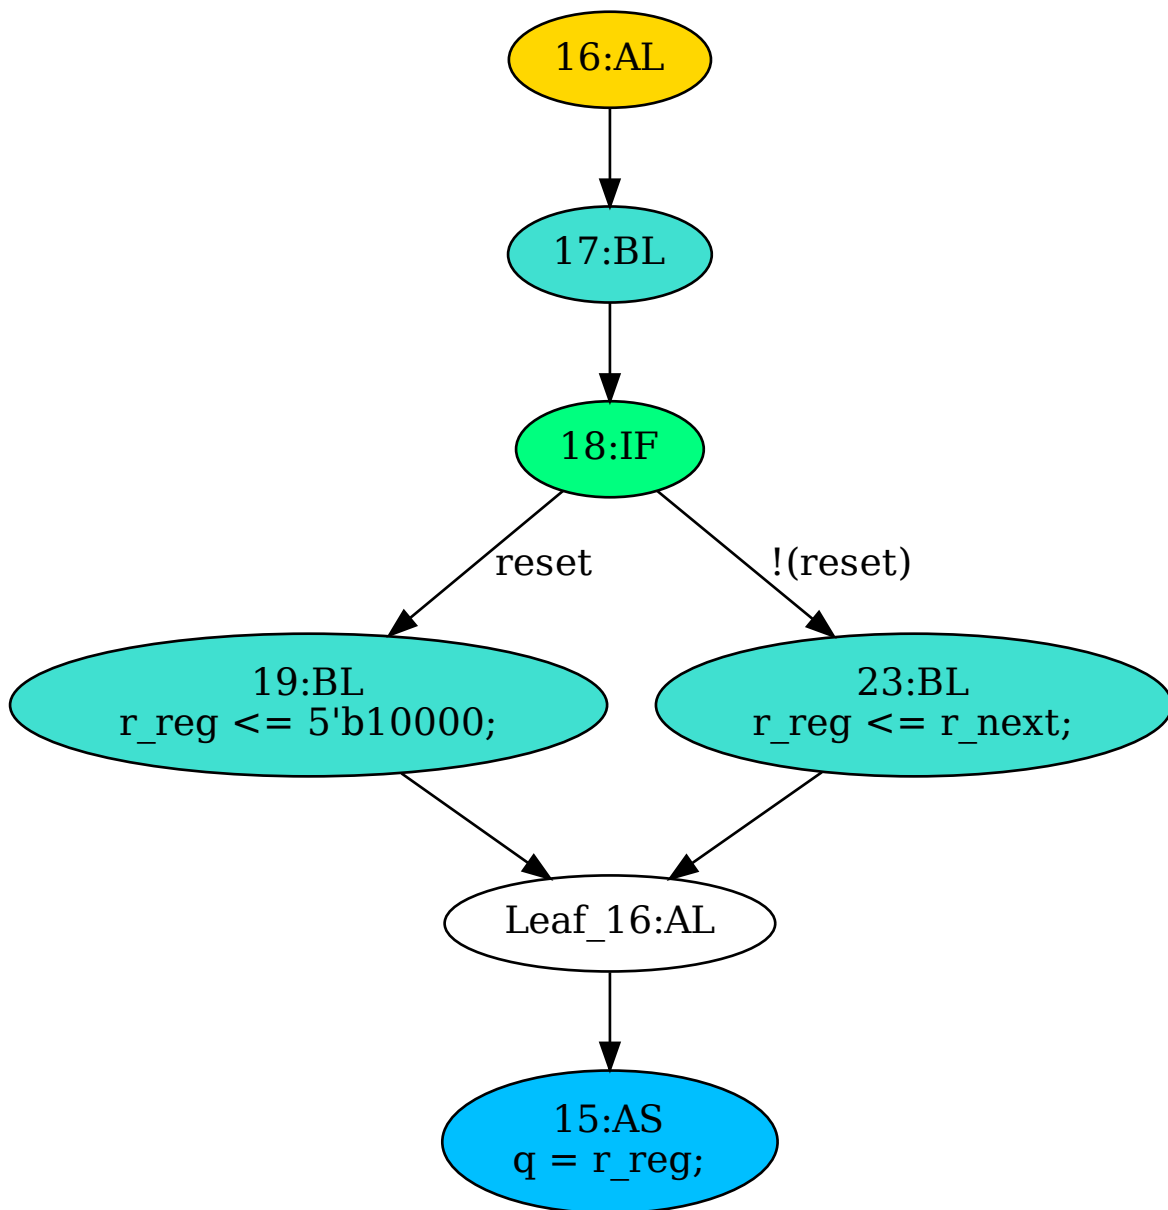 16:AL
17:BL
18:IF
reset
!(reset)
19:BL
r_reg <= 5'b10000;
23:BL
r_reg <= r_next;
Leaf_16:AL
15:AS
q = r_reg;